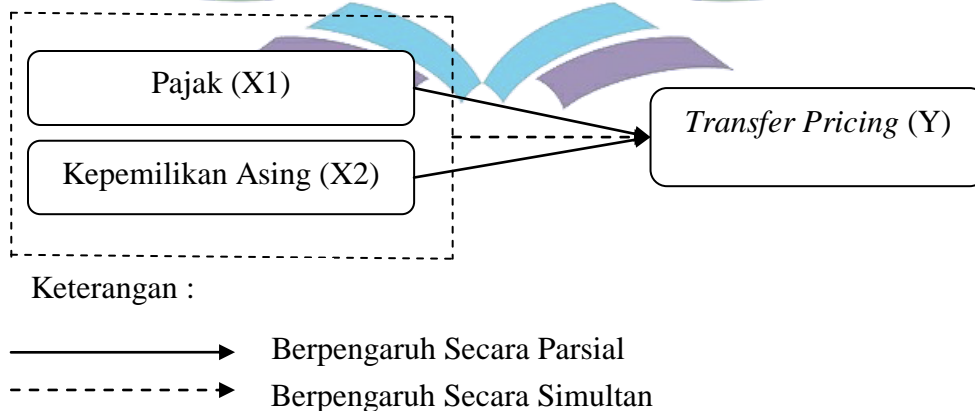 Pajak (X1)
Transfer Pricing (Y)
Kepemilikan Asing (X2)
Keterangan :
Berpengaruh Secara Parsial
Berpengaruh Secara Simultan